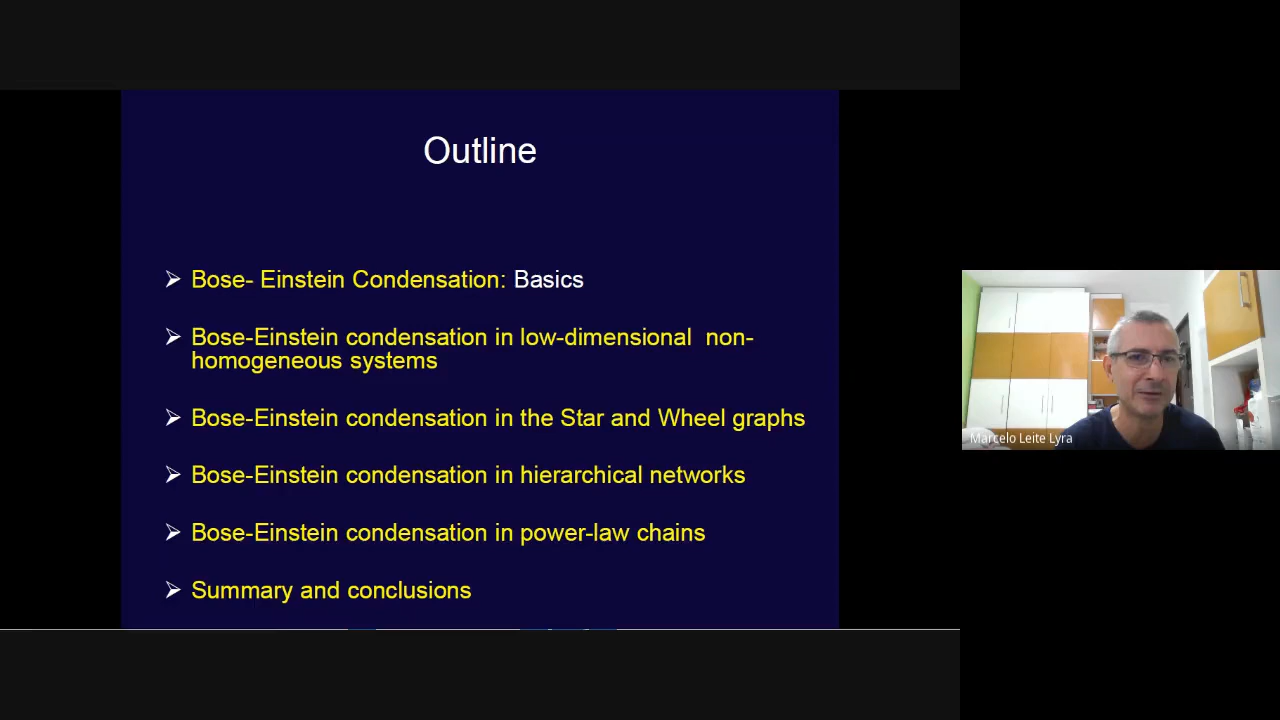 Outline
Bose- Einstein Condensation: Basics
Bose-Einstein condensation in low-dimensional non-
homogeneous systems
Bose-Einstein condensation in the Star and Wheel graphs
Bose-Einstein condensation in hierarchical networks
Bose-Einstein condensation in power-law chains
Summary and conclusions
Marcelo Leite Lyra